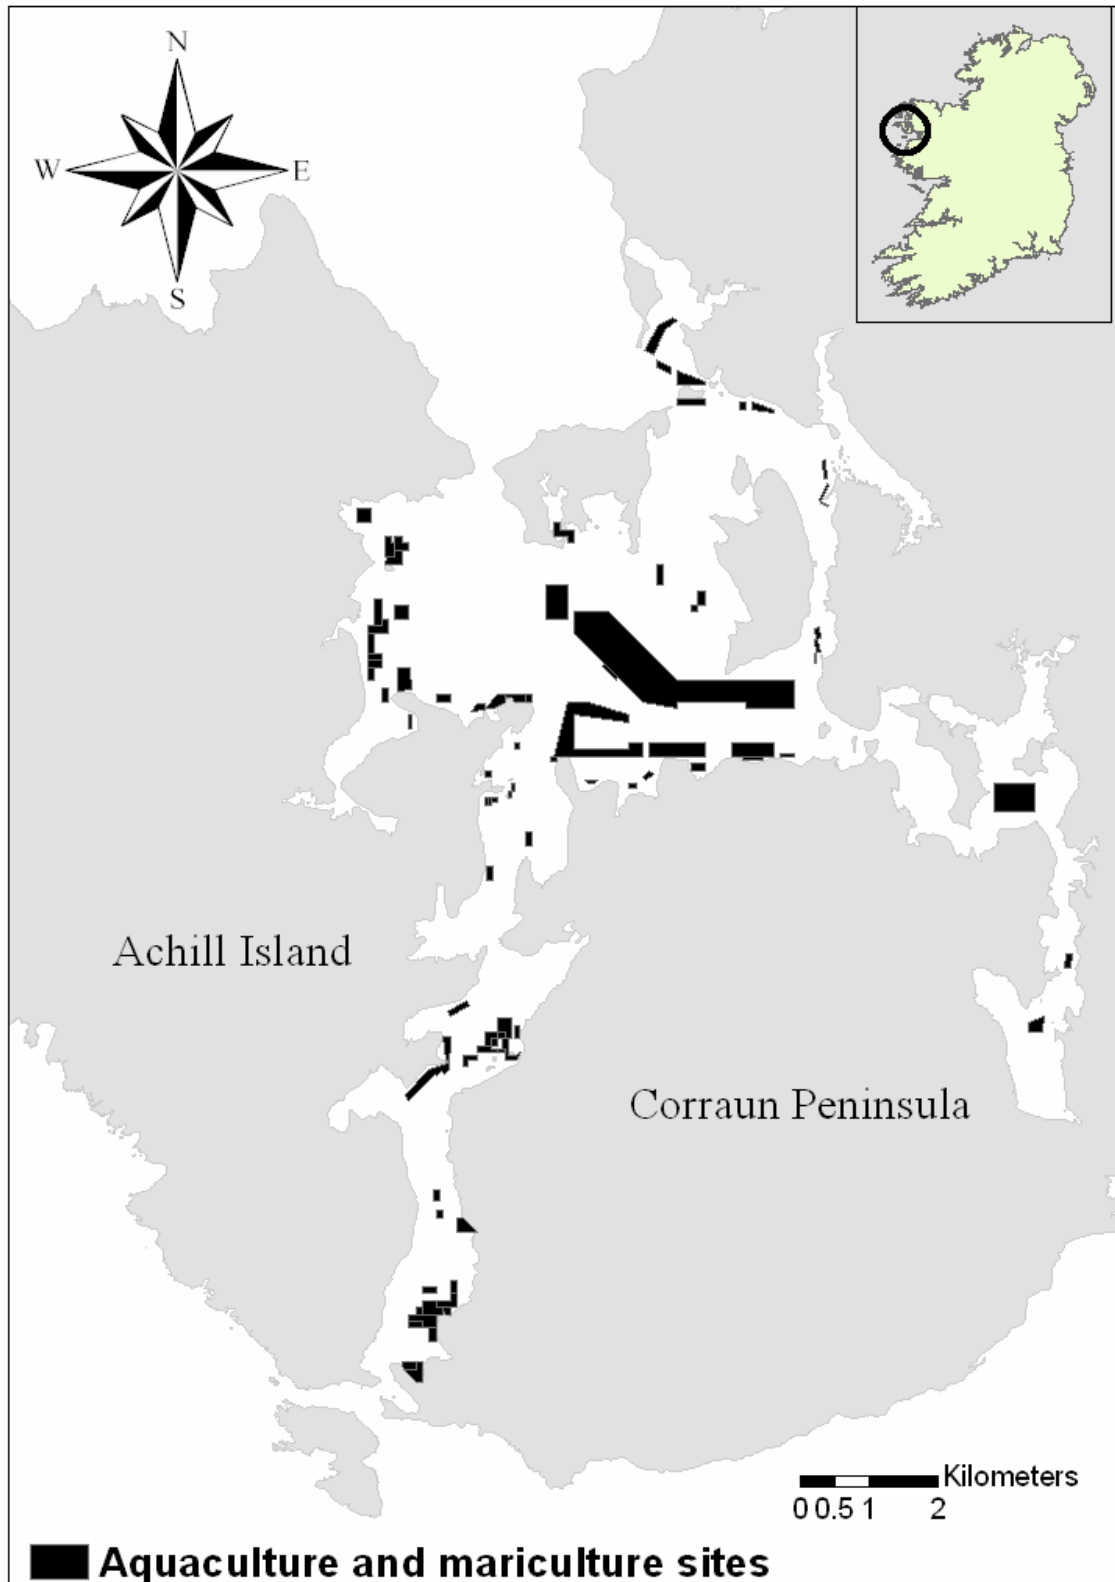 N
W E
S
Achill Island
Corraun Peninsula
Kilometers
0 0.5 1 2
Aquaculture and mariculture sites